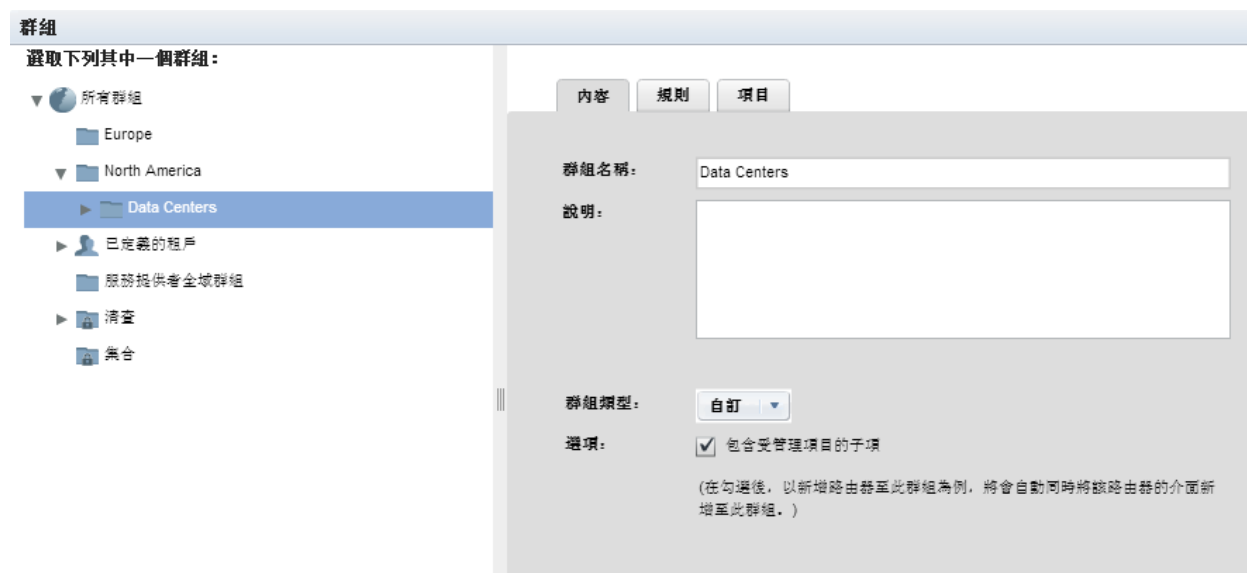 群組
選取下列其中一個群組：
所有群組
Europe
North America
Data Centers
已定義的租戶
服務提供者全域群組
清查
集合
內容
規則
項目
群組名稱：
Data Centers
說明：
群組類型：
自訂
選項：
包含受管理項目的子項
(在勾選後，以新增路由器至此群組為例，將會自動同時將該路由器的介面新
增至此群組。)